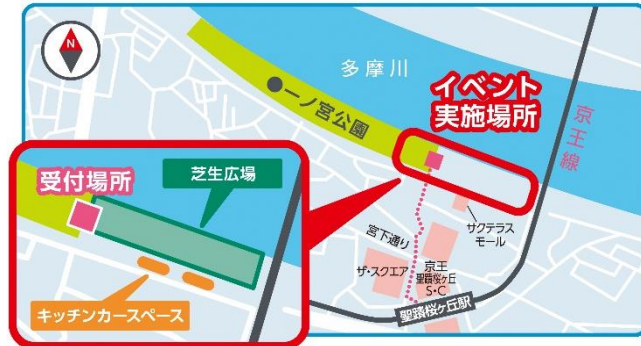 N
多摩川
●一ノ宮公園
イベント
実施場所
京王線
受付場所
芝生広場
キッチンカースペース
サクテラス
モール
宮下通り
ザ・スクエア
京王
聖蹟桜ヶ丘
S・C
聖蹟桜ヶ丘駅